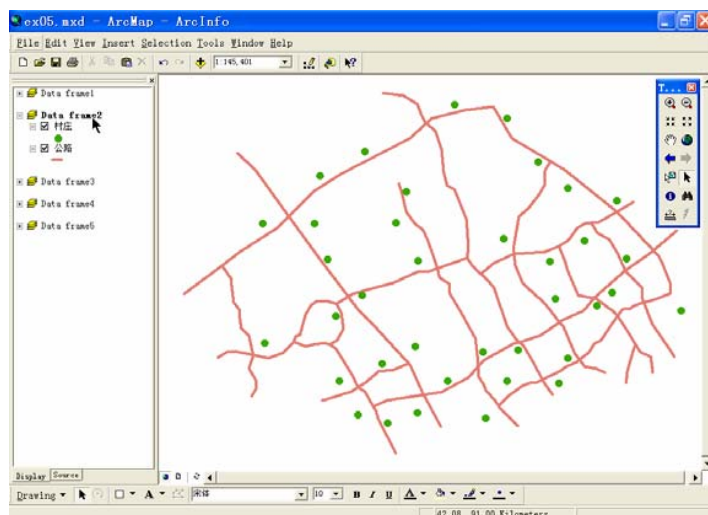 ex05.mxd - ArcMap - ArcInfo
File Edit View Insert Selection Tools Window Help
1:145,401
T...
Data frame1
Data frame2
村庄
公路
Data frame3
Data frame4
Data frame5
Display Source
Drawing A 宋体 10 B I U A
42.08 91.00 Kilometers